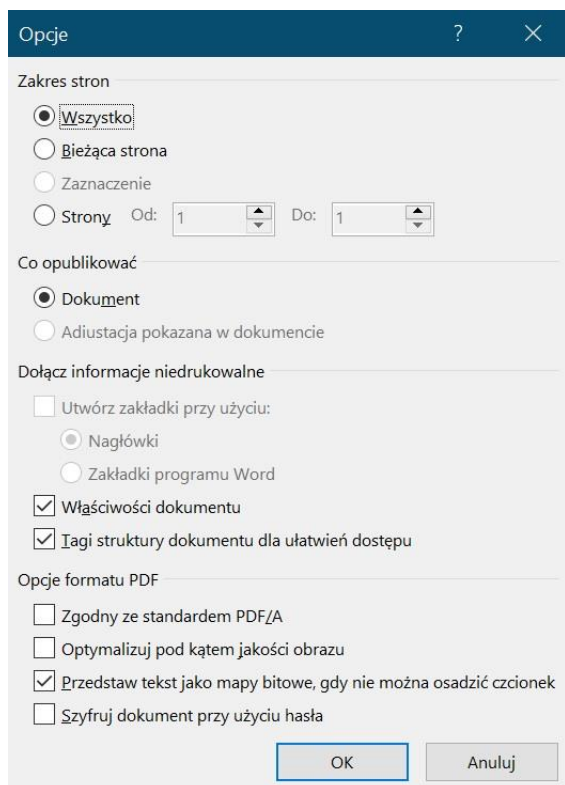 Opcje ?
Zakres stron
Wszystko
Bieżąca strona
Zaznaczenie
Strony Od: 1 Do: 1
Co opublikować
Dokument
Adiustacja pokazana w dokumencie
Dołącz informacje niedrukowalne
Utwórz zakładki przy użyciu:
Nagłówki
Zakładki programu Word
Właściwości dokumentu
Tagi struktury dokumentu dla ułatwień dostępu
Opcje formatu PDF
Zgodny ze standardem PDF/A
Optymalizuj pod kątem jakości obrazu
Przedstaw tekst jako mapy bitowe, gdy nie można osadzić czcionek
Szyfruj dokument przy użyciu hasła
OK Anuluj